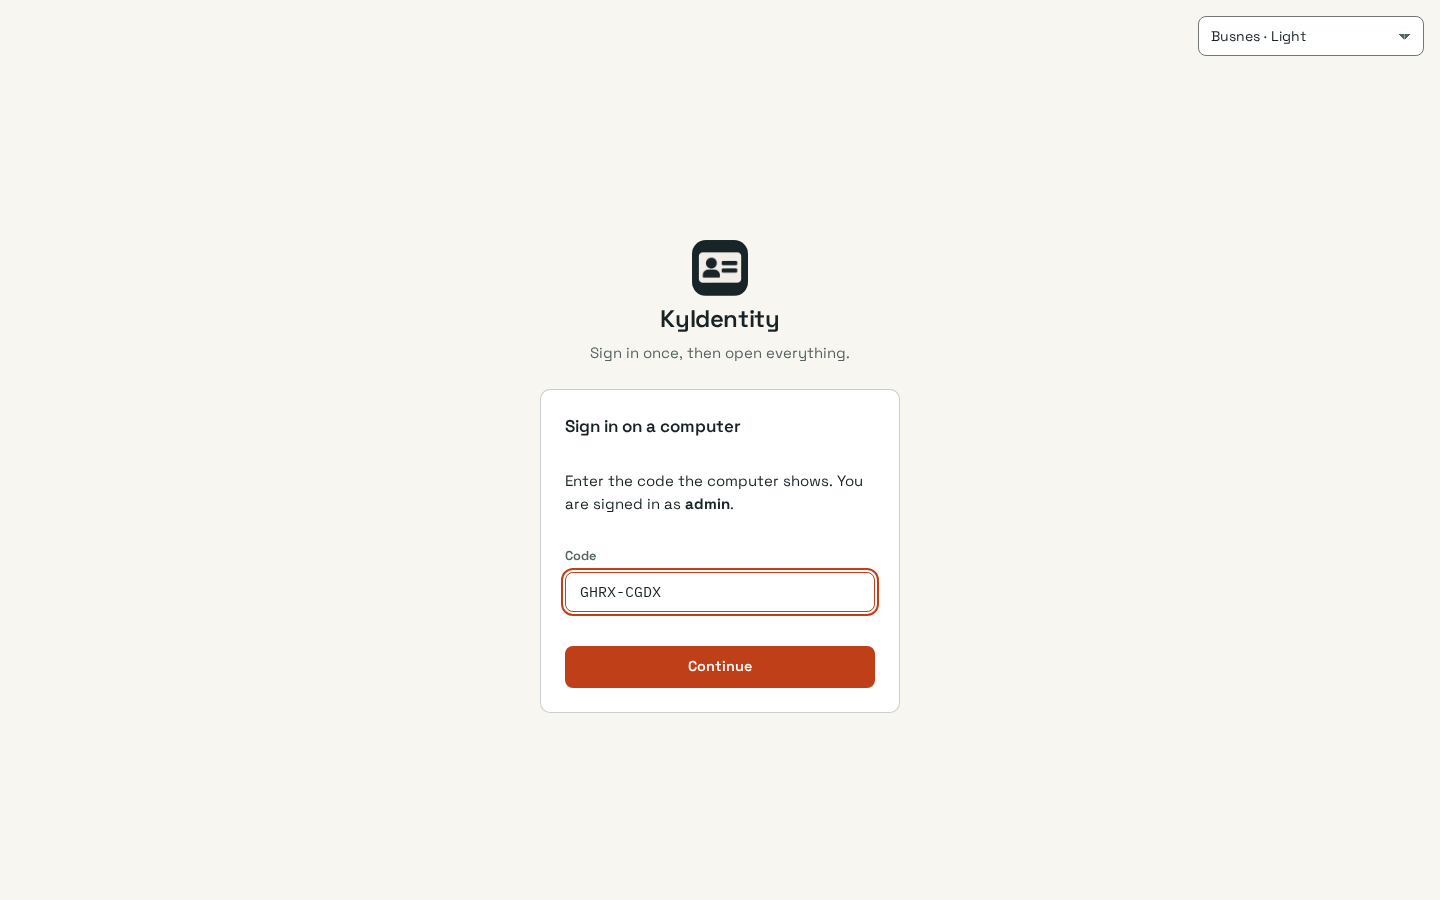 Busnes · Light
KyIdentity
Sign in once, then open everything.
Sign in on a computer
Enter the code the computer shows. You
are signed in as admin.
Code
GHRX-CGDX
Continue